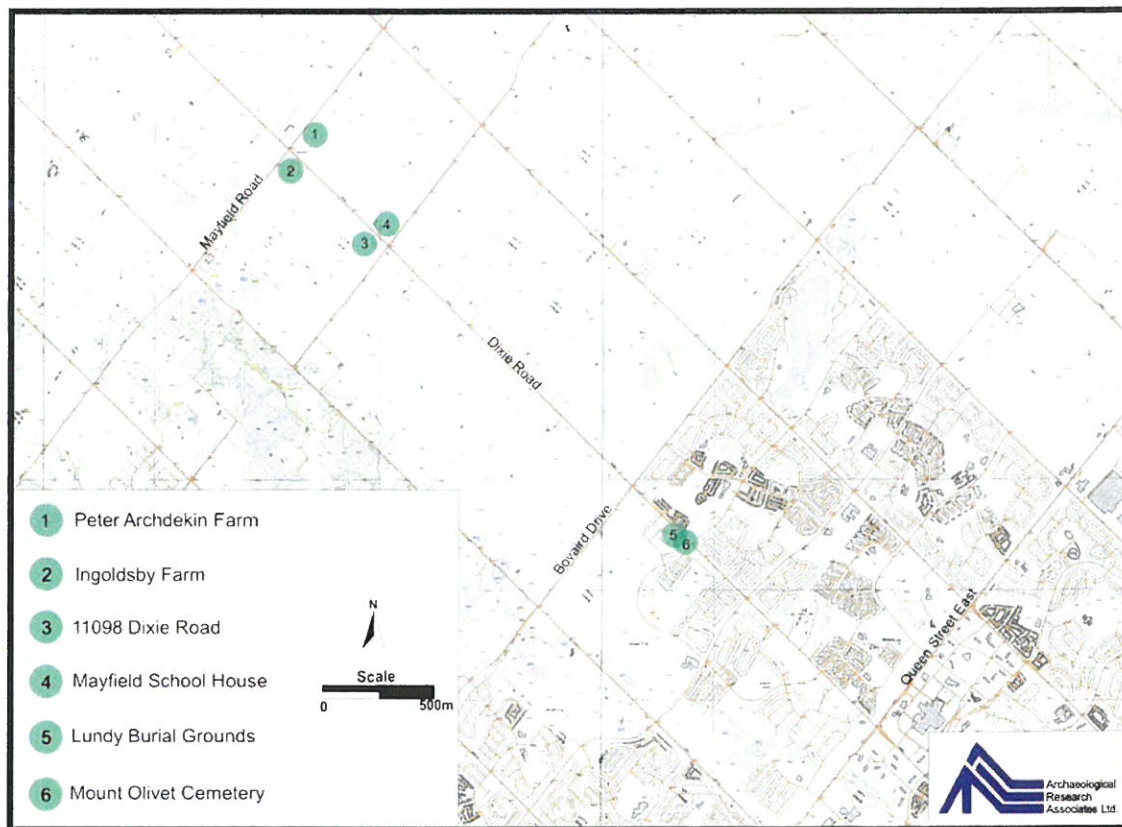 1
2
Mayfield Road
4
3
Dixie Road
Bovaird Drive
5
6
Queen Street East
1 Peter Archdekin Farm
2 Ingoldsby Farm
3 11098 Dixie Road
4 Mayfield School House
5 Lundy Burial Grounds
6 Mount Olivet Cemetery
N
Scale
0 500m
Archaeological
Research
Associates Ltd.